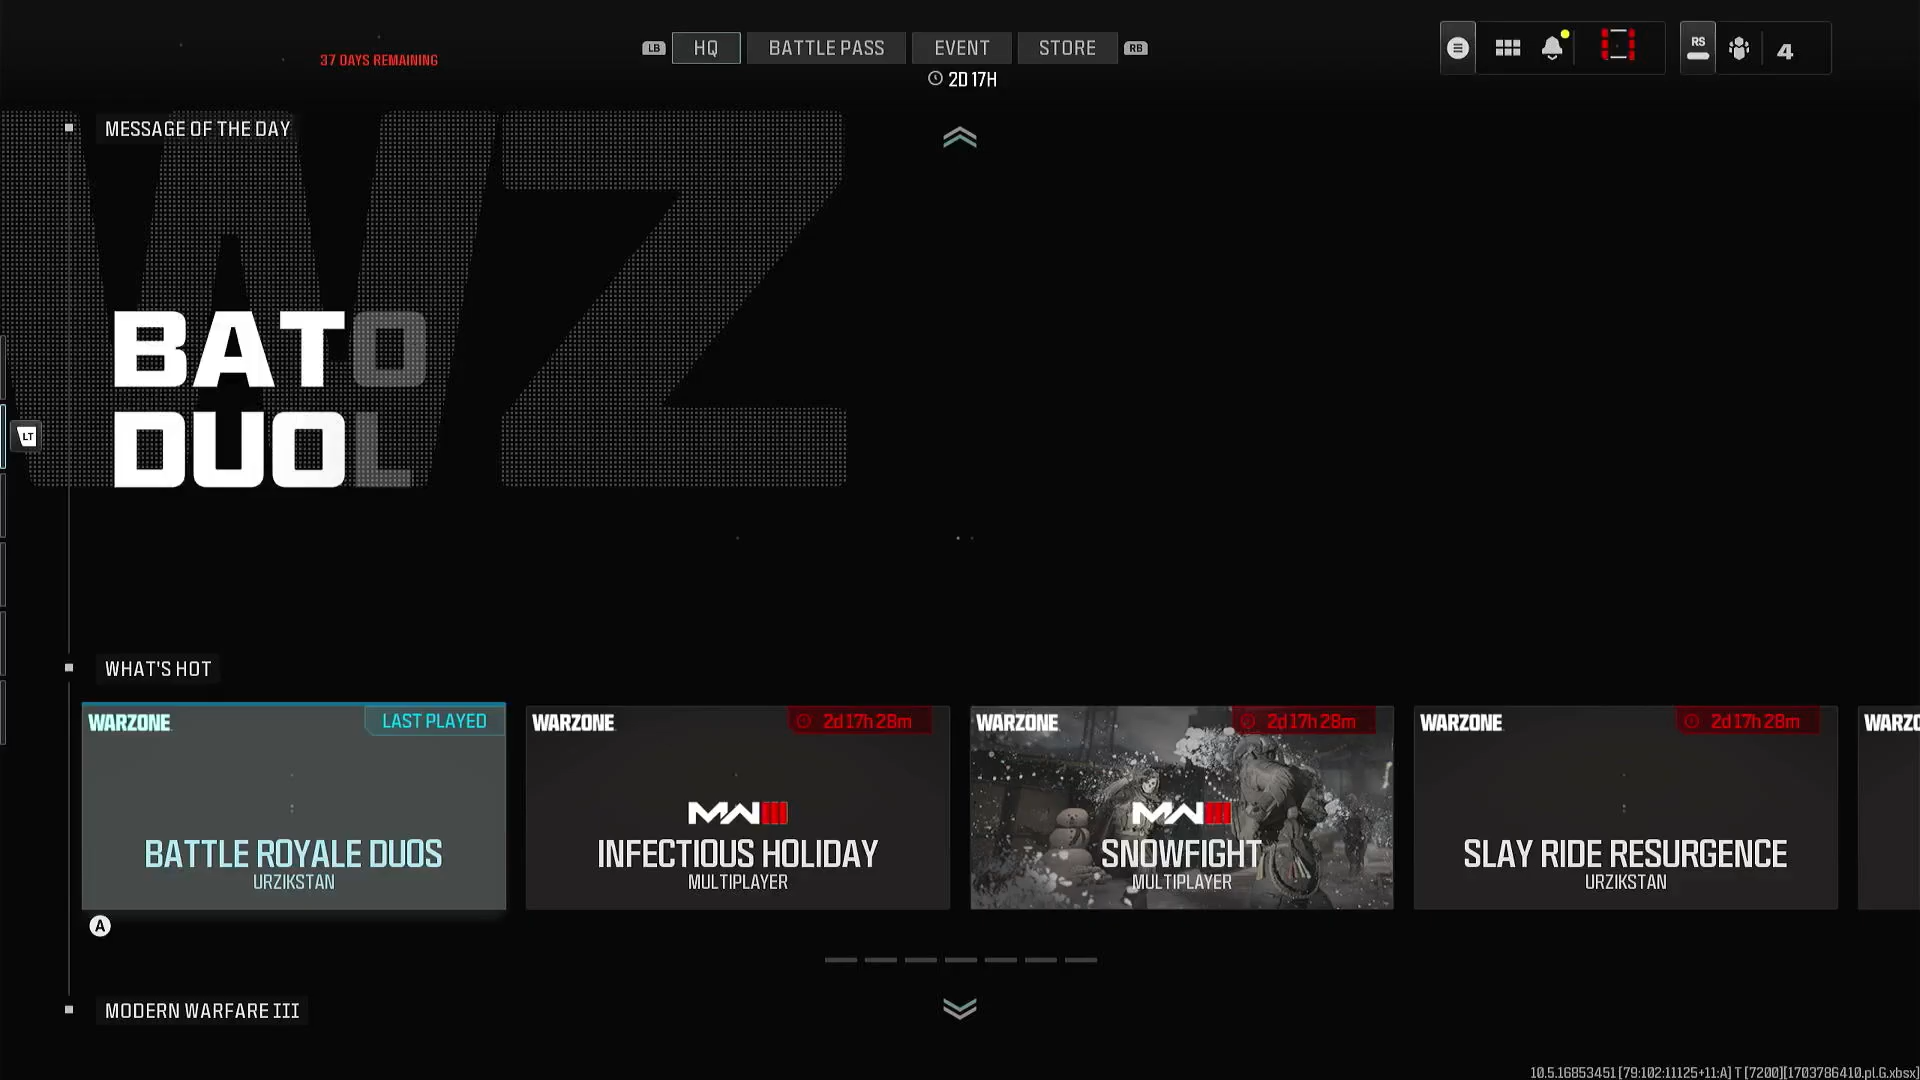 37 DAYS REMAINING
LB HQ BATTLE PASS EVENT STORE RB
2D 17H
RS 4
MESSAGE OF THE DAY
WZ
BATO
DUOL
LT
WHAT'S HOT
WARZONE LAST PLAYED
BATTLE ROYALE DUOS
URZIKSTAN
WARZONE 2d 17h 28m
MWIII
INFECTIOUS HOLIDAY
MULTIPLAYER
WARZONE 2d 17h 28m
MWIII
SNOWFIGHT
MULTIPLAYER
WARZONE 2d 17h 28m
SLAY RIDE RESURGENCE
URZIKSTAN
WARZO
A
MODERN WARFARE III
10.5.16853451 [79:102:11125+11:A] T [7200][1703786410.pl.G.xbsx]